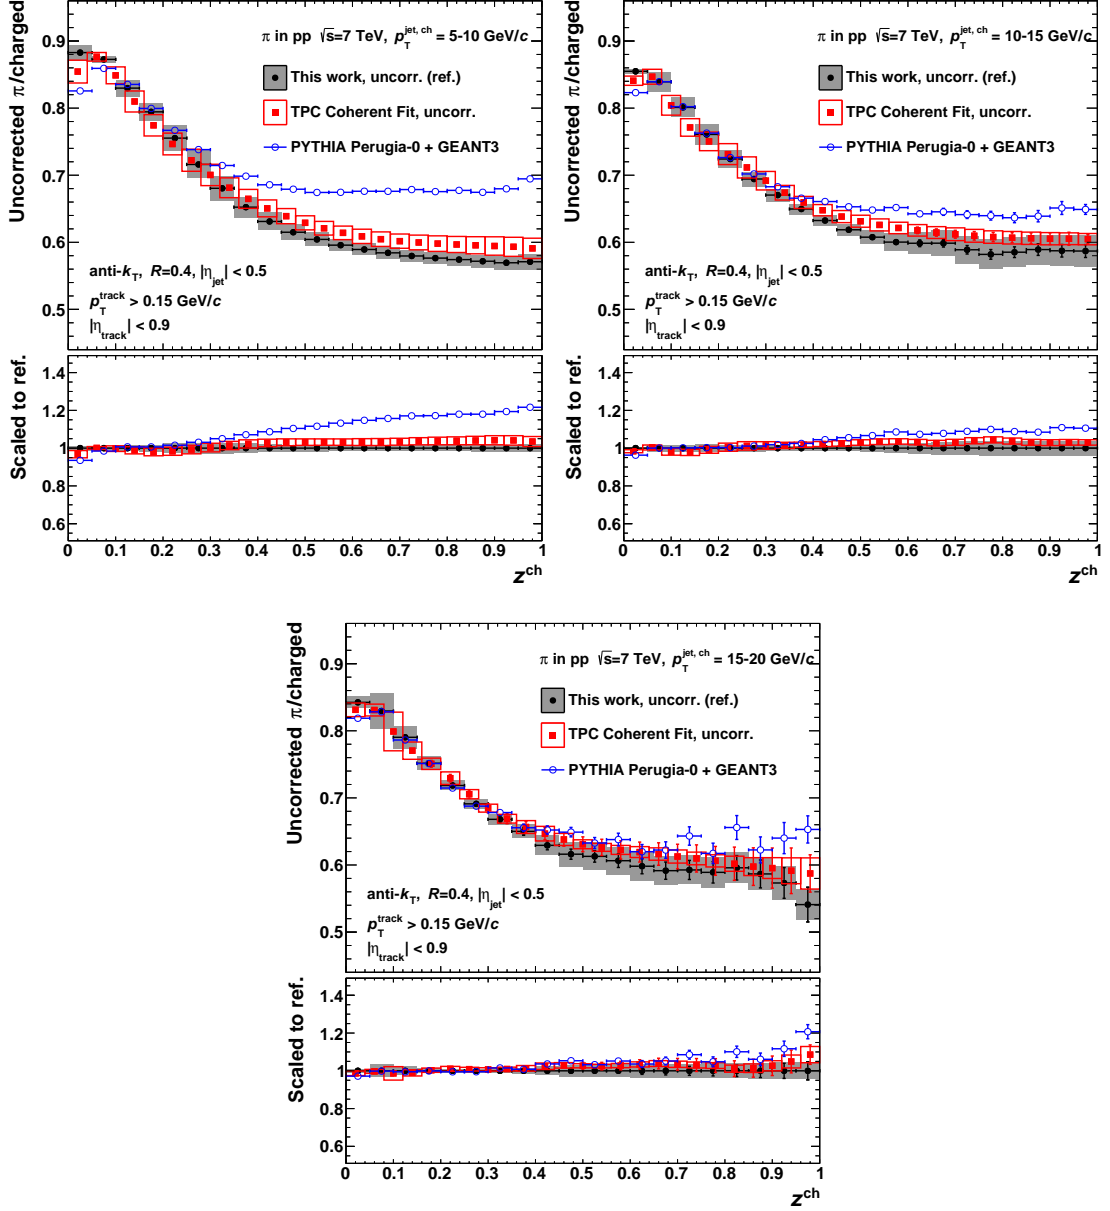 π in pp √s=7 TeV, p_T^jet, ch = 5-10 GeV/c
This work, uncorr. (ref.)
TPC Coherent Fit, uncorr.
PYTHIA Perugia-0 + GEANT3
anti-k_T, R=0.4, |η_jet| < 0.5
p_T^track > 0.15 GeV/c
|η_track| < 0.9
Uncorrected π/charged
0.9
0.8
0.7
0.6
0.5
Scaled to ref.
1.4
1.2
1
0.8
0.6
0 0.1 0.2 0.3 0.4 0.5 0.6 0.7 0.8 0.9 1
z^ch
π in pp √s=7 TeV, p_T^jet, ch = 10-15 GeV/c
This work, uncorr. (ref.)
TPC Coherent Fit, uncorr.
PYTHIA Perugia-0 + GEANT3
anti-k_T, R=0.4, |η_jet| < 0.5
p_T^track > 0.15 GeV/c
|η_track| < 0.9
Uncorrected π/charged
0.9
0.8
0.7
0.6
0.5
Scaled to ref.
1.4
1.2
1
0.8
0.6
0 0.1 0.2 0.3 0.4 0.5 0.6 0.7 0.8 0.9 1
z^ch
π in pp √s=7 TeV, p_T^jet, ch = 15-20 GeV/c
This work, uncorr. (ref.)
TPC Coherent Fit, uncorr.
PYTHIA Perugia-0 + GEANT3
anti-k_T, R=0.4, |η_jet| < 0.5
p_T^track > 0.15 GeV/c
|η_track| < 0.9
Uncorrected π/charged
0.9
0.8
0.7
0.6
0.5
Scaled to ref.
1.4
1.2
1
0.8
0.6
0 0.1 0.2 0.3 0.4 0.5 0.6 0.7 0.8 0.9 1
z^ch